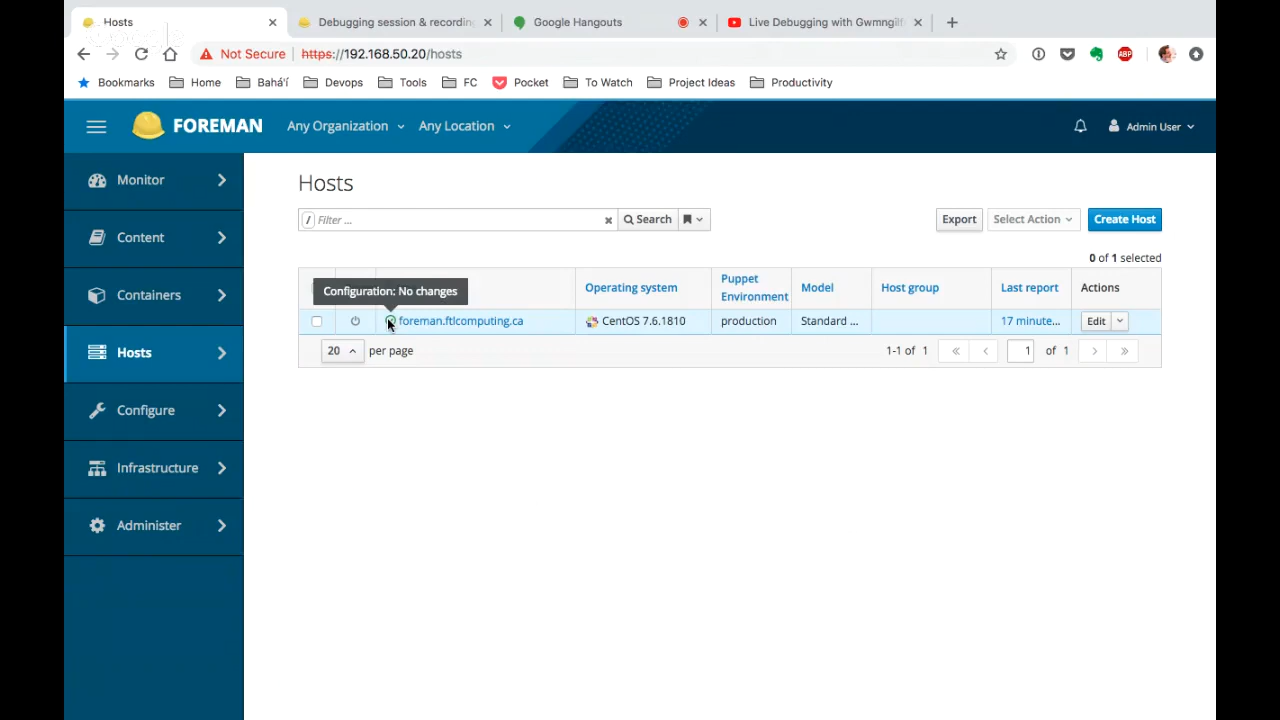 Hosts
Debugging session & recording
Google Hangouts
Live Debugging with Gwmngilf
Not Secure | https://192.168.50.20/hosts
Bookmarks Home Bahá'í Devops Tools FC Pocket To Watch Project Ideas Productivity
FOREMAN Any Organization Any Location Admin User
Monitor
Content
Containers
Hosts
Configure
Infrastructure
Administer
Hosts
/ Filter ... Search Export Select Action Create Host
0 of 1 selected
Configuration: No changes
Operating system Puppet Environment Model Host group Last report Actions
foreman.ftlcomputing.ca CentOS 7.6.1810 production Standard ... 17 minute... Edit
20 per page 1-1 of 1 « ‹ 1 of 1 › »